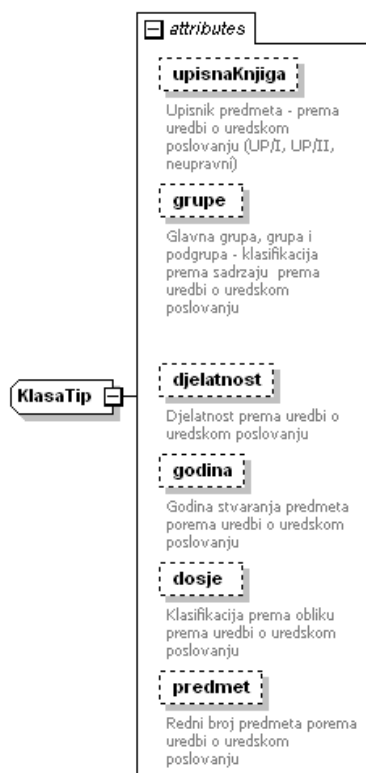 attributes
upisnaKnjiga
Upisnik predmeta - prema
uredbi o uredskom
poslovanju (UP/I, UP/II,
neupravni)
grupe
Glavna grupa, grupa i
podgrupa - klasifikacija
prema sadrzaju prema
uredbi o uredskom
poslovanju
KlasaTip
djelatnost
Djelatnost prema uredbi o
uredskom poslovanju
godina
Godina stvaranja predmeta
porema uredbi o uredskom
poslovanju
dosje
Klasifikacija prema obliku
prema uredbi o uredskom
poslovanju
predmet
Redni broj predmeta porema
uredbi o uredskom
poslovanju